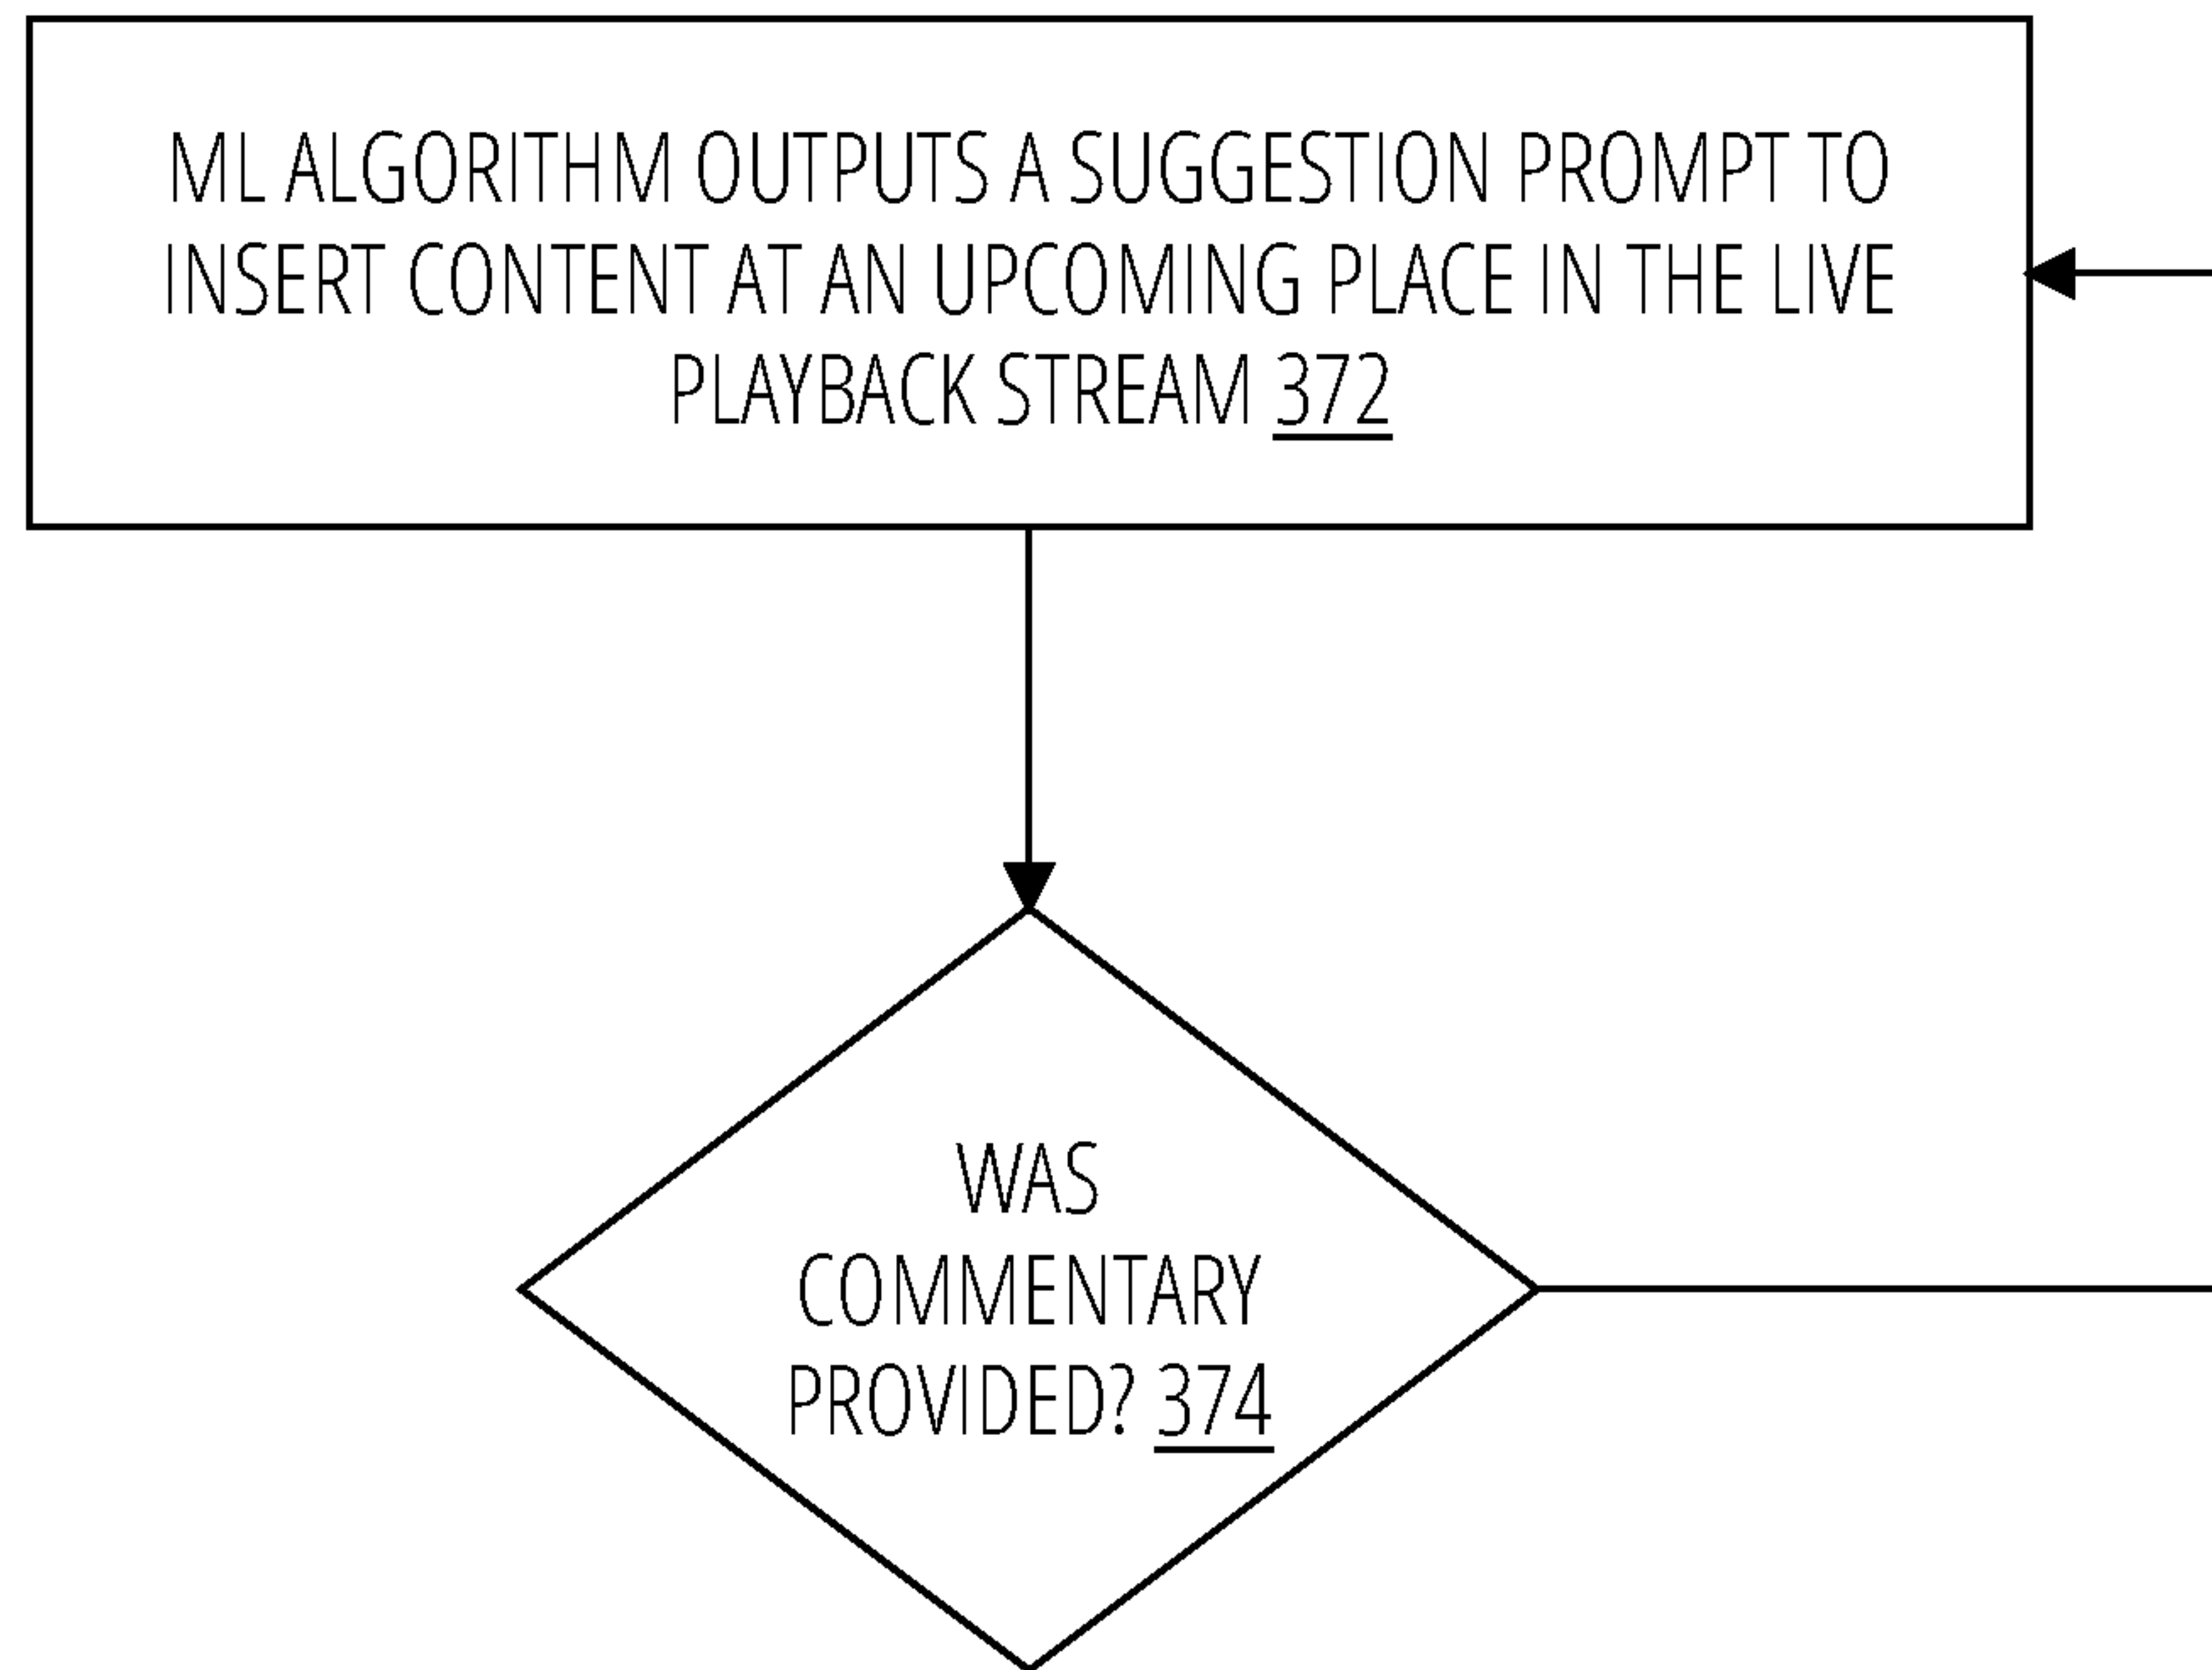 ML ALGORITHM OUTPUTS A SUGGESTION PROMPT TO
INSERT CONTENT AT AN UPCOMING PLACE IN THE LIVE
PLAYBACK STREAM 372
WAS
COMMENTARY
PROVIDED? 374